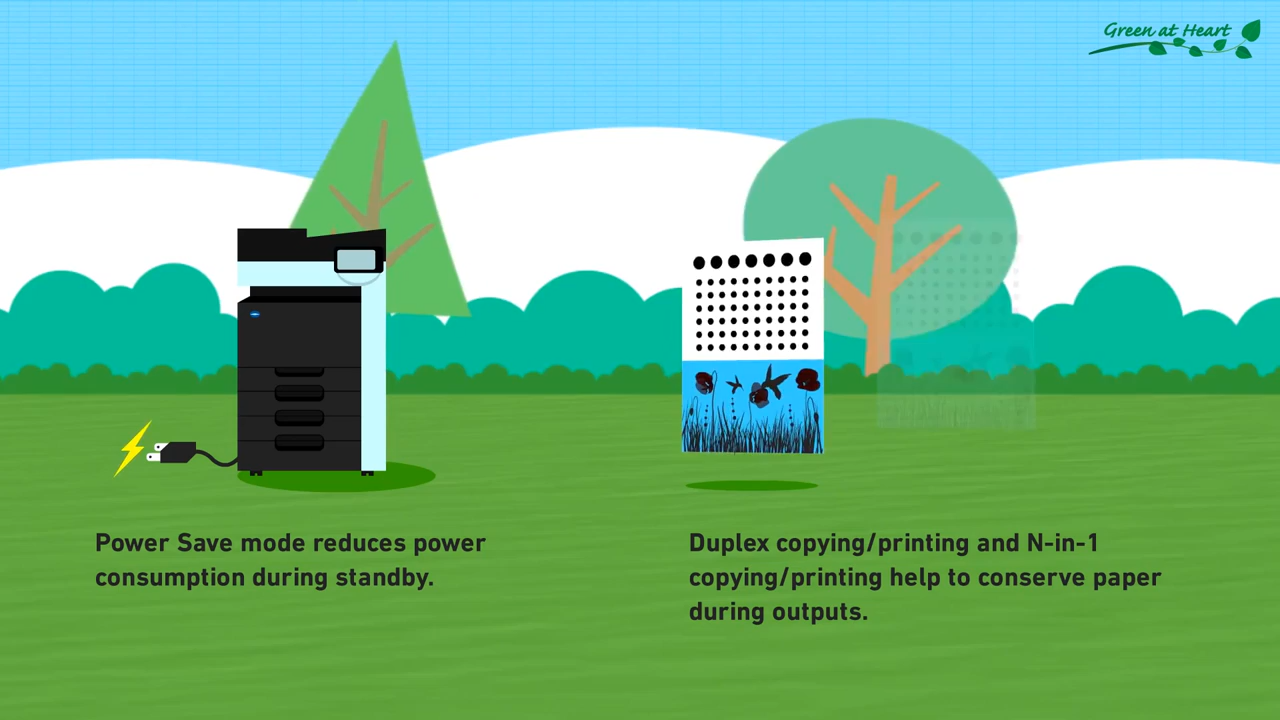 Green at Heart
Power Save mode reduces power
consumption during standby.
Duplex copying/printing and N-in-1
copying/printing help to conserve paper
during outputs.